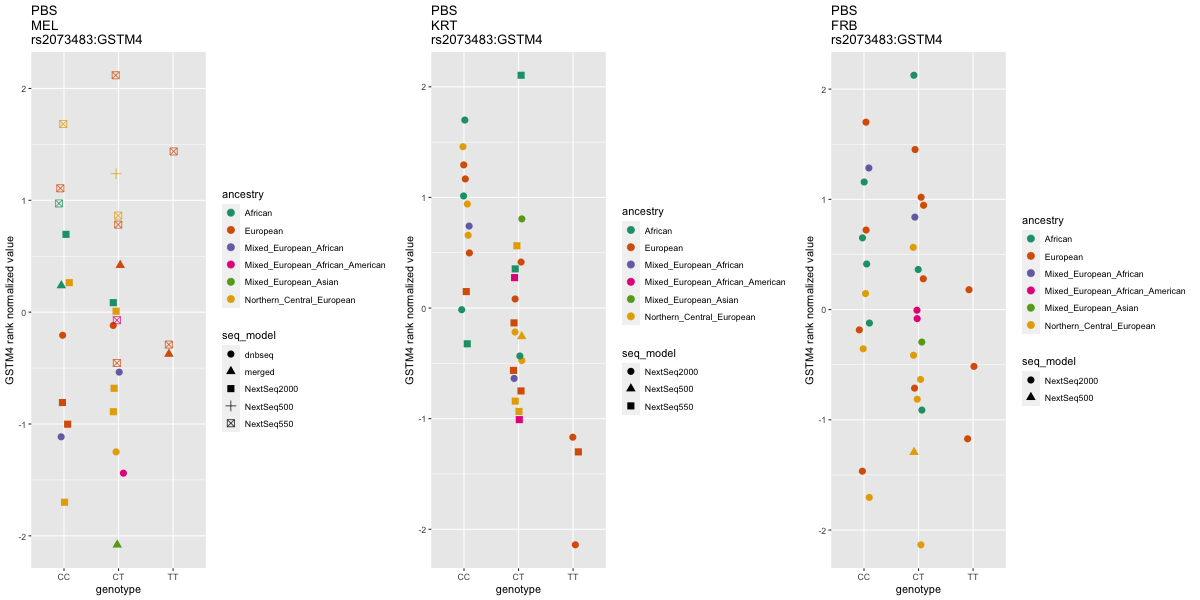 PBS
MEL
rs2073483:GSTM4
GSTM4 rank normalized value
2
1
0
-1
-2
CC CT TT
genotype
ancestry
African
European
Mixed_European_African
Mixed_European_African_American
Mixed_European_Asian
Northern_Central_European
seq_model
dnbseq
merged
NextSeq2000
NextSeq500
NextSeq550
PBS
KRT
rs2073483:GSTM4
GSTM4 rank normalized value
2
1
0
-1
-2
CC CT TT
genotype
ancestry
African
European
Mixed_European_African
Mixed_European_African_American
Mixed_European_Asian
Northern_Central_European
seq_model
NextSeq2000
NextSeq500
NextSeq550
PBS
FRB
rs2073483:GSTM4
GSTM4 rank normalized value
2
1
0
-1
-2
CC CT TT
genotype
ancestry
African
European
Mixed_European_African
Mixed_European_African_American
Mixed_European_Asian
Northern_Central_European
seq_model
NextSeq2000
NextSeq500